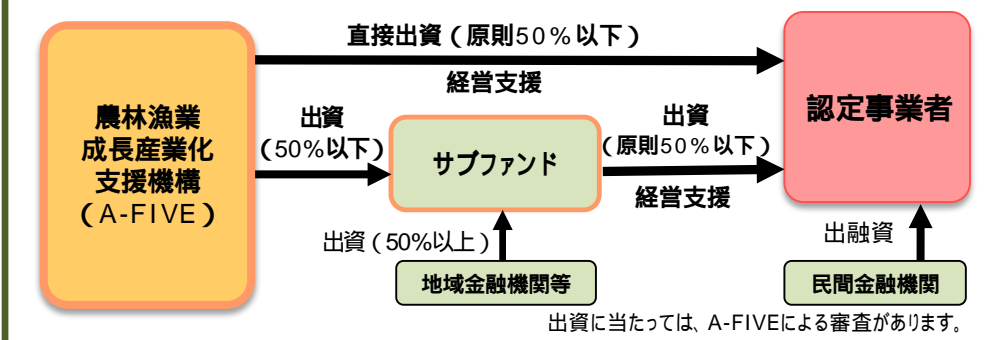 直接出資（原則50％以下）
経営支援
農林漁業
成長産業化
支援機構
（A-FIVE）
出資
（50%以下）
サブファンド
出資
（原則50％以下）
経営支援
認定事業者
出資（50%以上）
地域金融機関等
出融資
民間金融機関
出資に当たっては、A-FIVEによる審査があります。